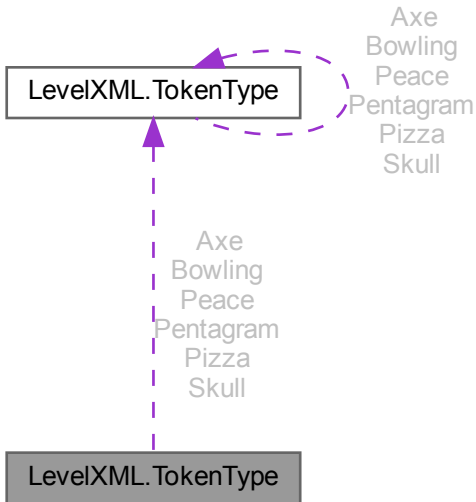 Axe
Bowling
Peace
Pentagram
Pizza
Skull
LevelXML.TokenType
Axe
Bowling
Peace
Pentagram
Pizza
Skull
LevelXML.TokenType